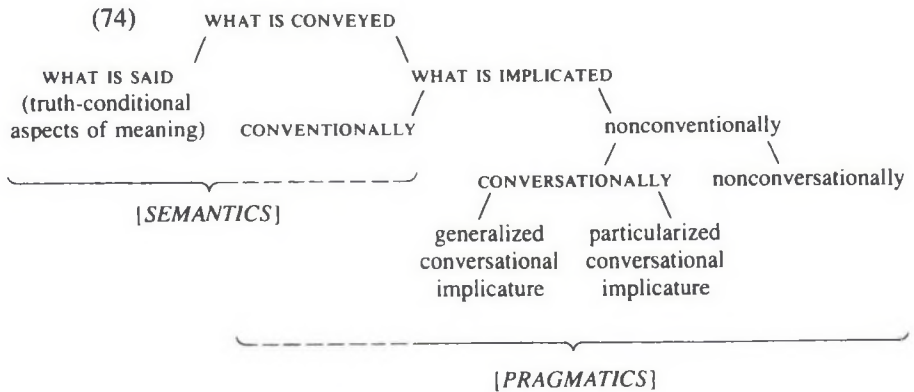 (74) WHAT IS CONVEYED
WHAT IS SAID
WHAT IS IMPLICATED
(truth-conditional
aspects of meaning)
CONVENTIONALLY
nonconventionally
CONVERSATIONALLY
nonconversationally
[SEMANTICS]
generalized
conversational
implicature
particularized
conversational
implicature
[PRAGMATICS]